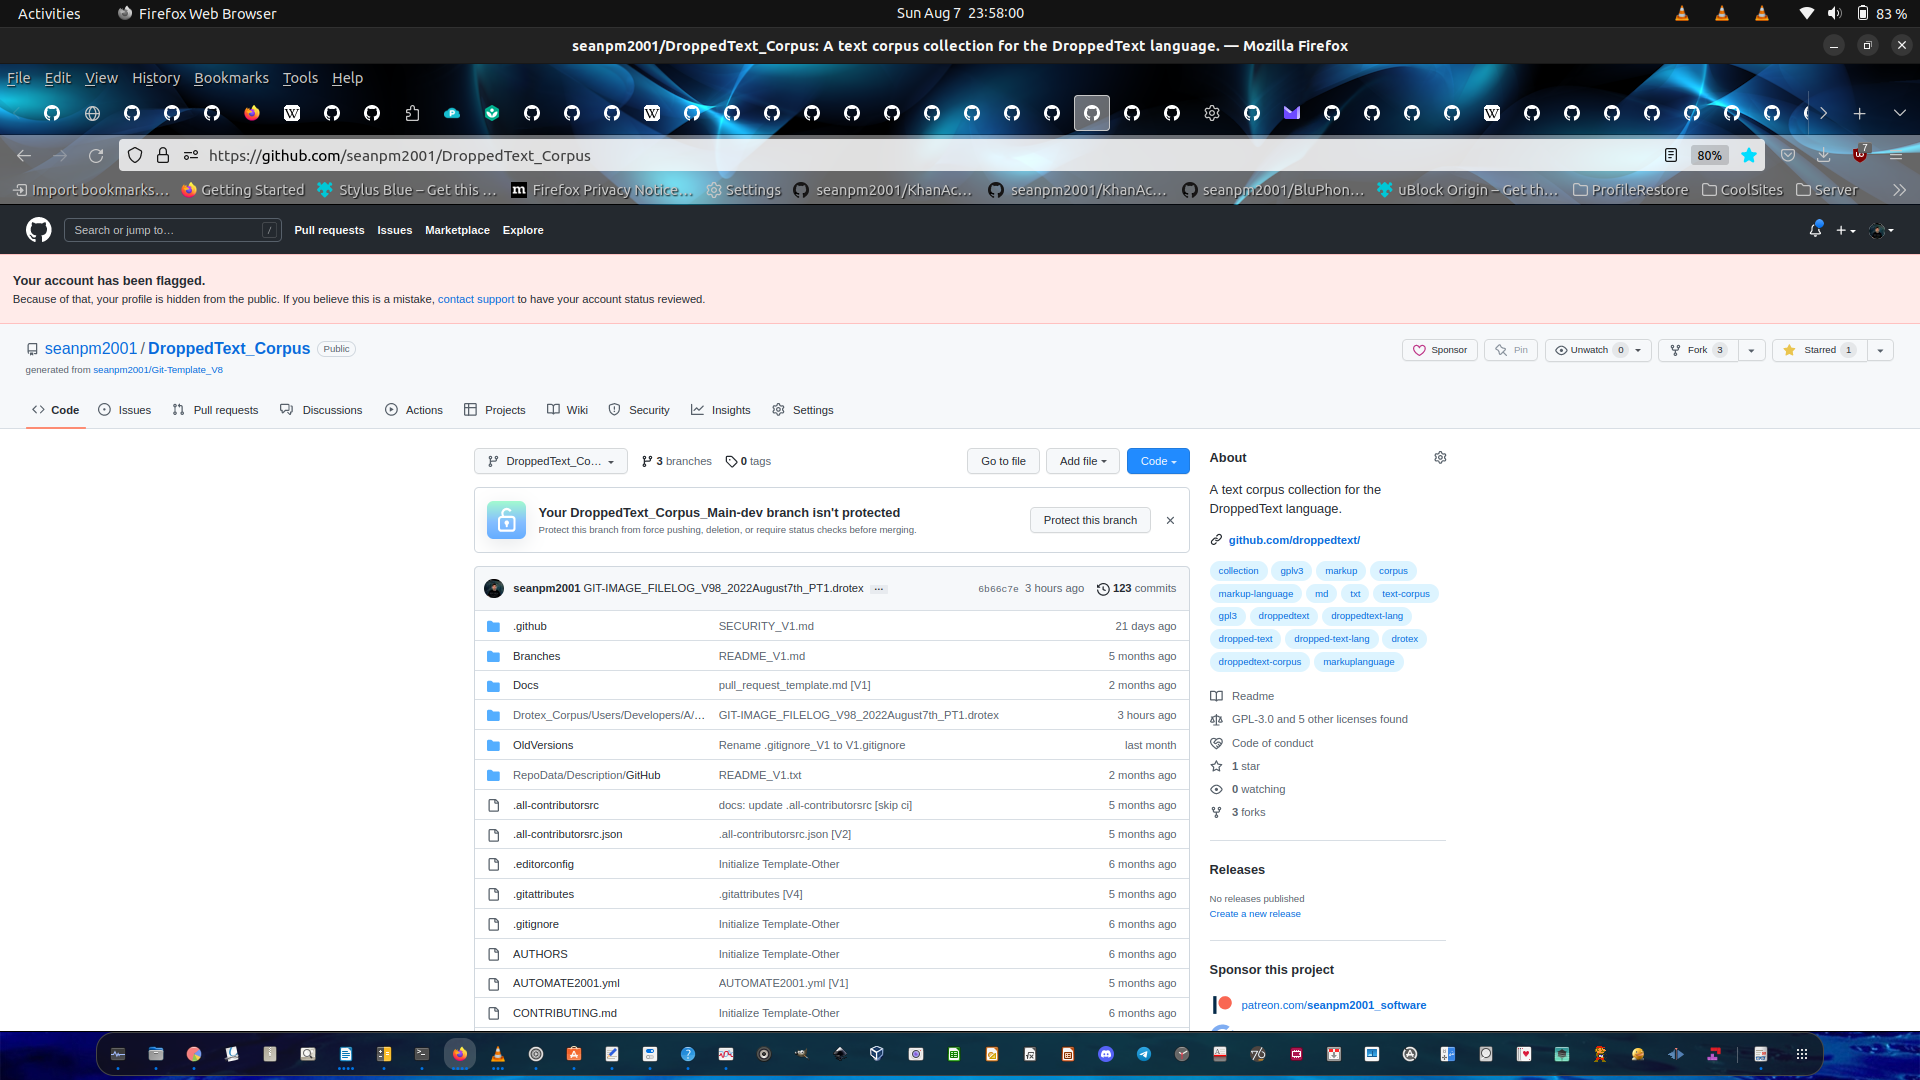 Activities Firefox Web Browser Sun Aug 7 23:58:00 83 %
seanpm2001/DroppedText_Corpus: A text corpus collection for the DroppedText language. — Mozilla Firefox
File Edit View History Bookmarks Tools Help
https://github.com/seanpm2001/DroppedText_Corpus 80% 7
Import bookmarks… Getting Started Stylus Blue – Get this … Firefox Privacy Notice… Settings seanpm2001/KhanAc… seanpm2001/KhanAc… seanpm2001/BluPhon… uBlock Origin – Get th… ProfileRestore CoolSites Server
Search or jump to… / Pull requests Issues Marketplace Explore
Your account has been flagged.
Because of that, your profile is hidden from the public. If you believe this is a mistake, contact support to have your account status reviewed.
seanpm2001 / DroppedText_Corpus Public Sponsor Pin Unwatch 0 Fork 3 Starred 1
generated from seanpm2001/Git-Template_V8
Code Issues Pull requests Discussions Actions Projects Wiki Security Insights Settings
DroppedText_Co… 3 branches 0 tags Go to file Add file Code
Your DroppedText_Corpus_Main-dev branch isn't protected
Protect this branch from force pushing, deletion, or require status checks before merging.
Protect this branch
seanpm2001 GIT-IMAGE_FILELOG_V98_2022August7th_PT1.drotex … 6b66c7e 3 hours ago 123 commits
.github SECURITY_V1.md 21 days ago
Branches README_V1.md 5 months ago
Docs pull_request_template.md [V1] 2 months ago
Drotex_Corpus/Users/Developers/A/… GIT-IMAGE_FILELOG_V98_2022August7th_PT1.drotex 3 hours ago
OldVersions Rename .gitignore_V1 to V1.gitignore last month
RepoData/Description/GitHub README_V1.txt 2 months ago
.all-contributorsrc docs: update .all-contributorsrc [skip ci] 5 months ago
.all-contributorsrc.json .all-contributorsrc.json [V2] 5 months ago
.editorconfig Initialize Template-Other 6 months ago
.gitattributes .gitattributes [V4] 5 months ago
.gitignore Initialize Template-Other 6 months ago
AUTHORS Initialize Template-Other 6 months ago
AUTOMATE2001.yml AUTOMATE2001.yml [V1] 5 months ago
CONTRIBUTING.md Initialize Template-Other 6 months ago
About
A text corpus collection for the
DroppedText language.
github.com/droppedtext/
collection gplv3 markup corpus
markup-language md txt text-corpus
gpl3 droppedtext droppedtext-lang
dropped-text dropped-text-lang drotex
droppedtext-corpus markuplanguage
Readme
GPL-3.0 and 5 other licenses found
Code of conduct
1 star
0 watching
3 forks
Releases
No releases published
Create a new release
Sponsor this project
patreon.com/seanpm2001_software